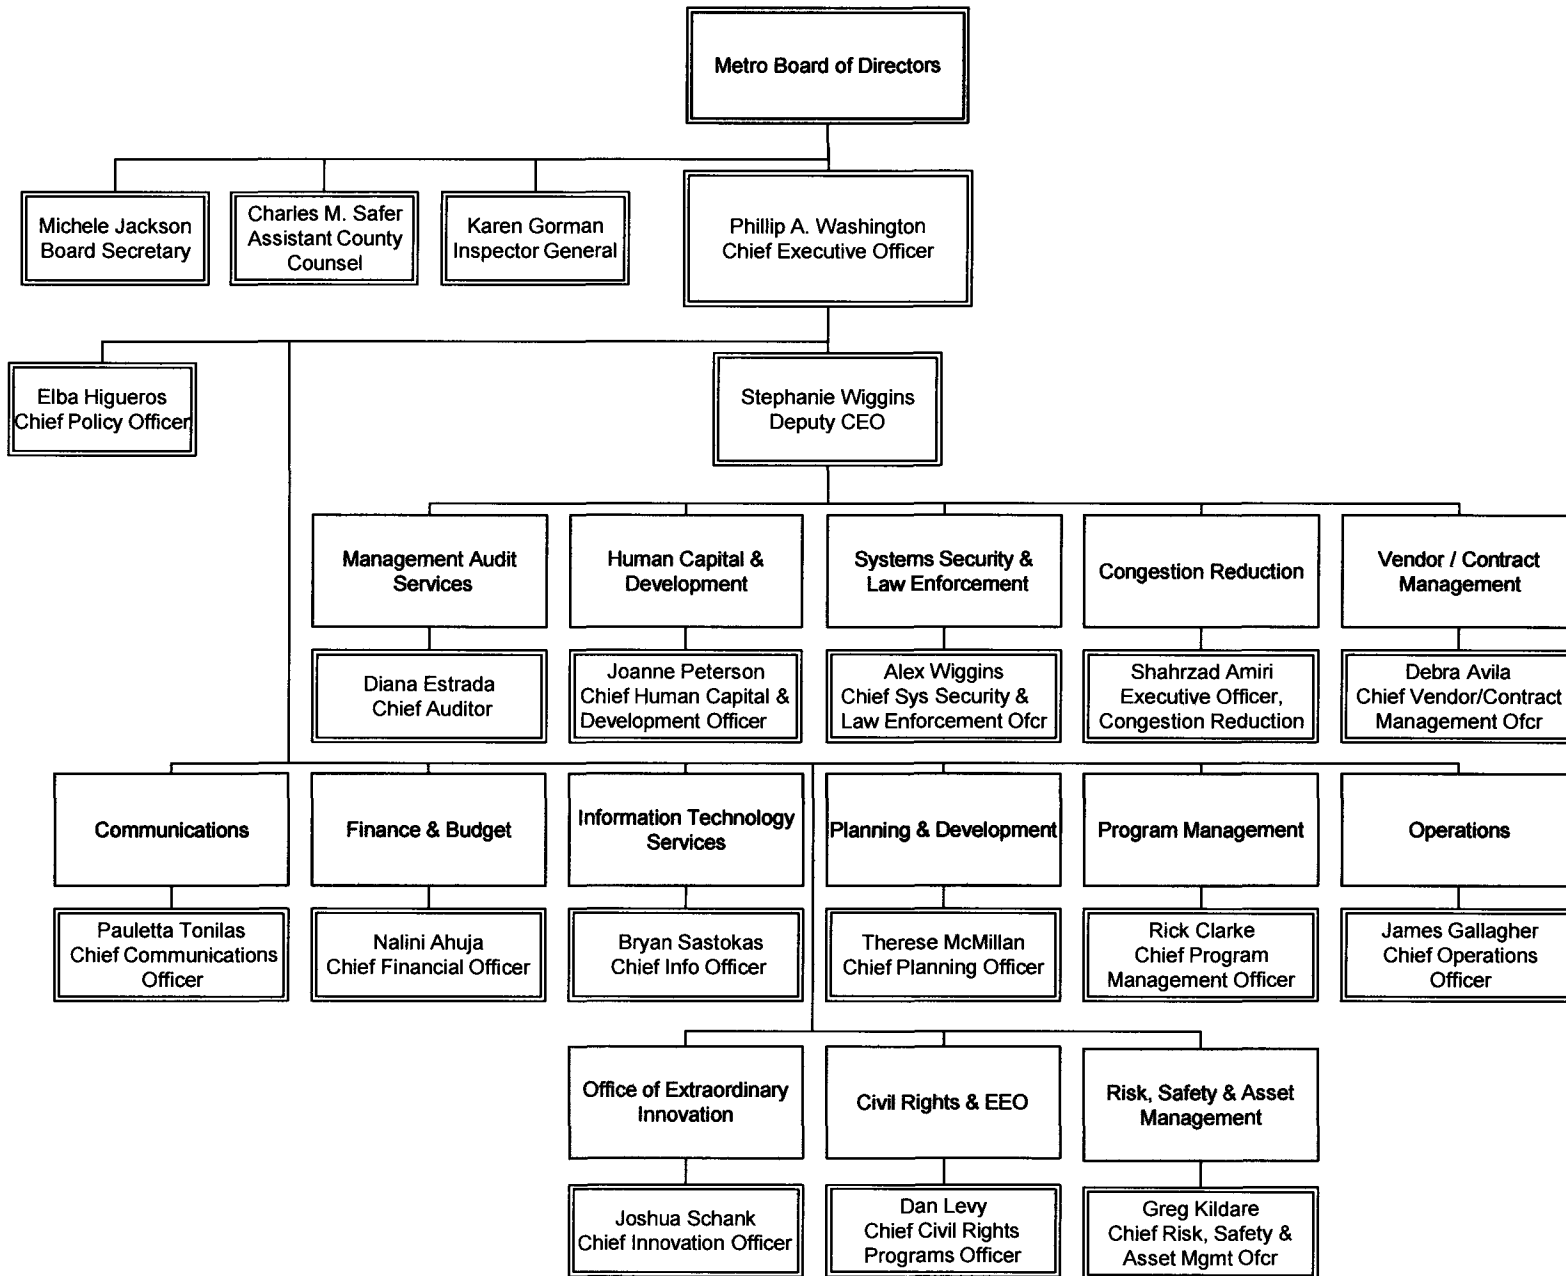 Metro Board of Directors
Michele Jackson
Board Secretary
Charles M. Safer
Assistant County
Counsel
Karen Gorman
Inspector General
Phillip A. Washington
Chief Executive Officer
Elba Higueros
Chief Policy Officer
Stephanie Wiggins
Deputy CEO
Management Audit
Services
Human Capital &
Development
Systems Security &
Law Enforcement
Congestion Reduction
Vendor / Contract
Management
Diana Estrada
Chief Auditor
Joanne Peterson
Chief Human Capital &
Development Officer
Alex Wiggins
Chief Sys Security &
Law Enforcement Ofcr
Shahrzad Amiri
Executive Officer,
Congestion Reduction
Debra Avila
Chief Vendor/Contract
Management Ofcr
Communications
Finance & Budget
Information Technology
Services
Planning & Development
Program Management
Operations
Pauletta Tonilas
Chief Communications
Officer
Nalini Ahuja
Chief Financial Officer
Bryan Sastokas
Chief Info Officer
Therese McMillan
Chief Planning Officer
Rick Clarke
Chief Program
Management Officer
James Gallagher
Chief Operations
Officer
Office of Extraordinary
Innovation
Civil Rights & EEO
Risk, Safety & Asset
Management
Joshua Schank
Chief Innovation Officer
Dan Levy
Chief Civil Rights
Programs Officer
Greg Kildare
Chief Risk, Safety &
Asset Mgmt Ofcr